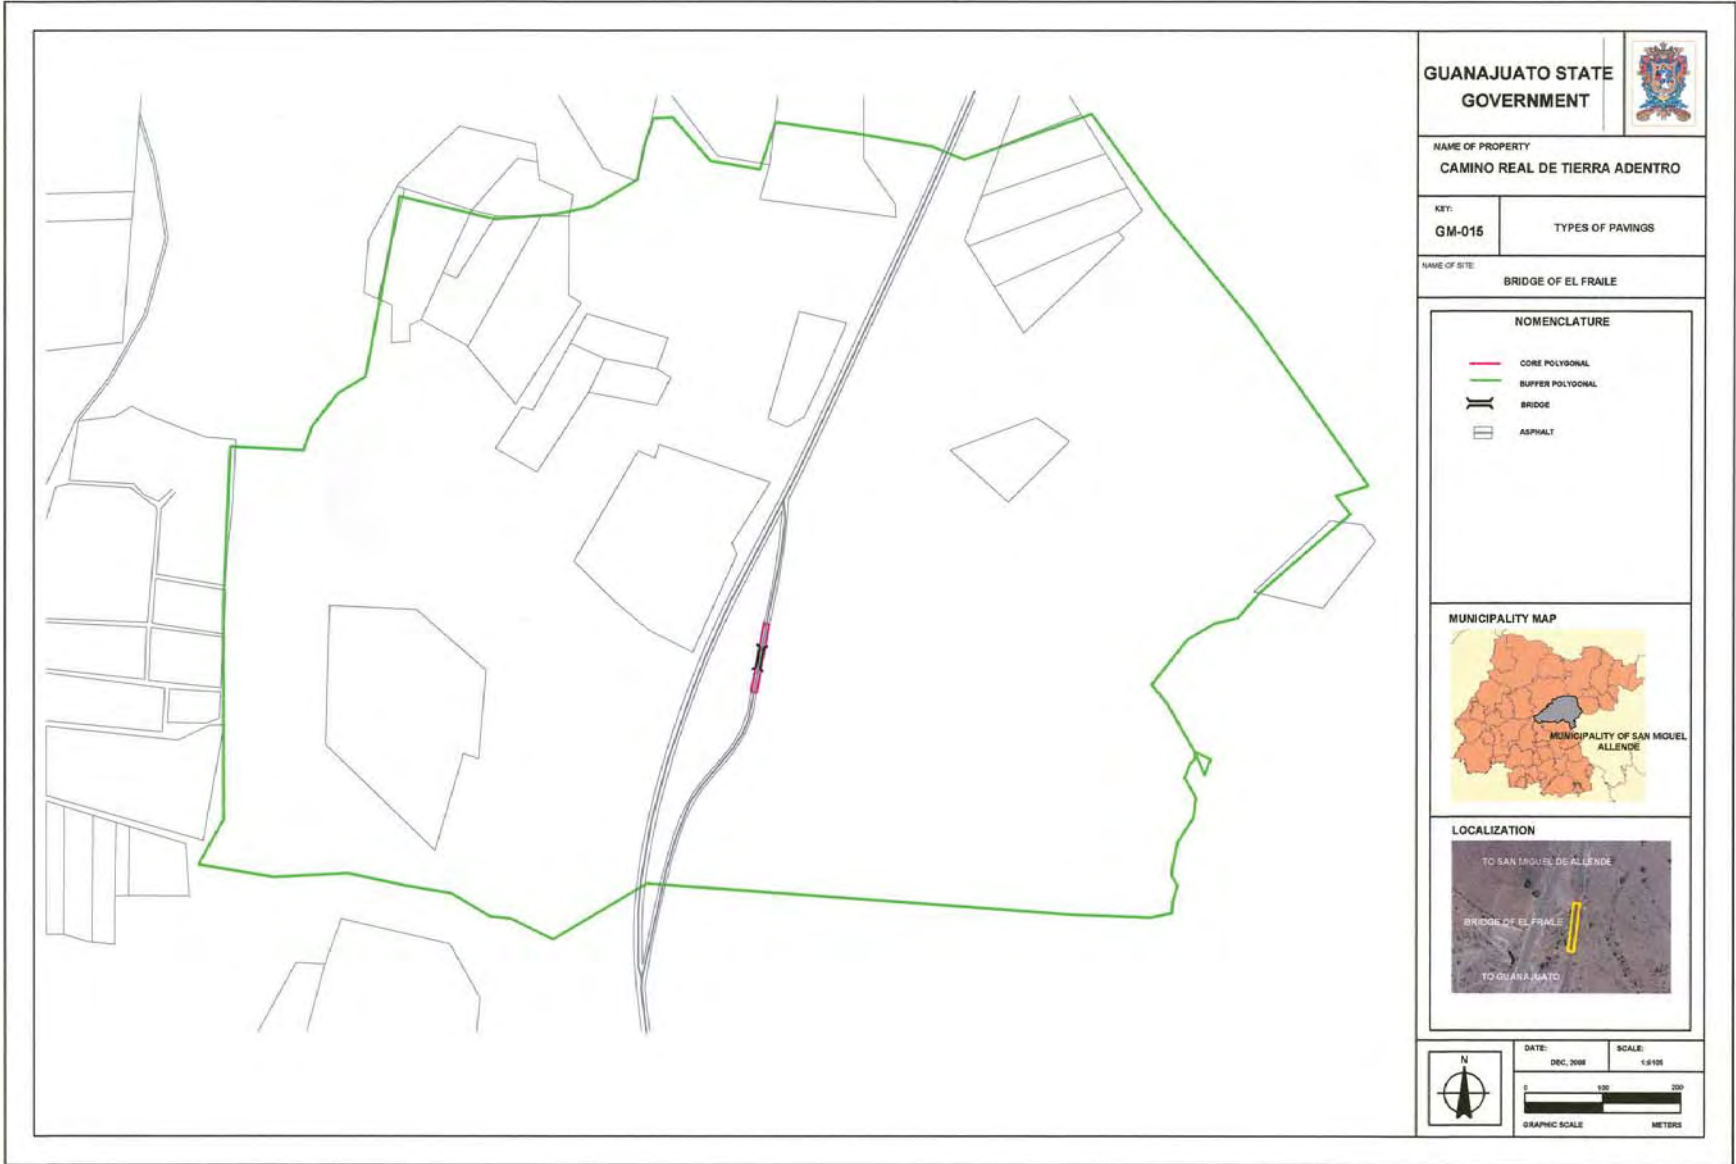 GUANAJUATO STATE
GOVERNMENT
NAME OF PROPERTY
CAMINO REAL DE TIERRA ADENTRO
KEY:
GM-015
TYPES OF PAVINGS
NAME OF SITE:
BRIDGE OF EL FRAILE
NOMENCLATURE
CORE POLYGONAL
BUFFER POLYGONAL
BRIDGE
ASPHALT
MUNICIPALITY MAP
MUNICIPALITY OF SAN MIGUEL
ALLENDE
LOCALIZATION
TO SAN MIGUEL DE ALLENDE
BRIDGE OF EL FRAILE
TO GUANAJUATO
N
DATE:
DEC,
SCALE:
0 100 200
GRAPHIC SCALE
METERS